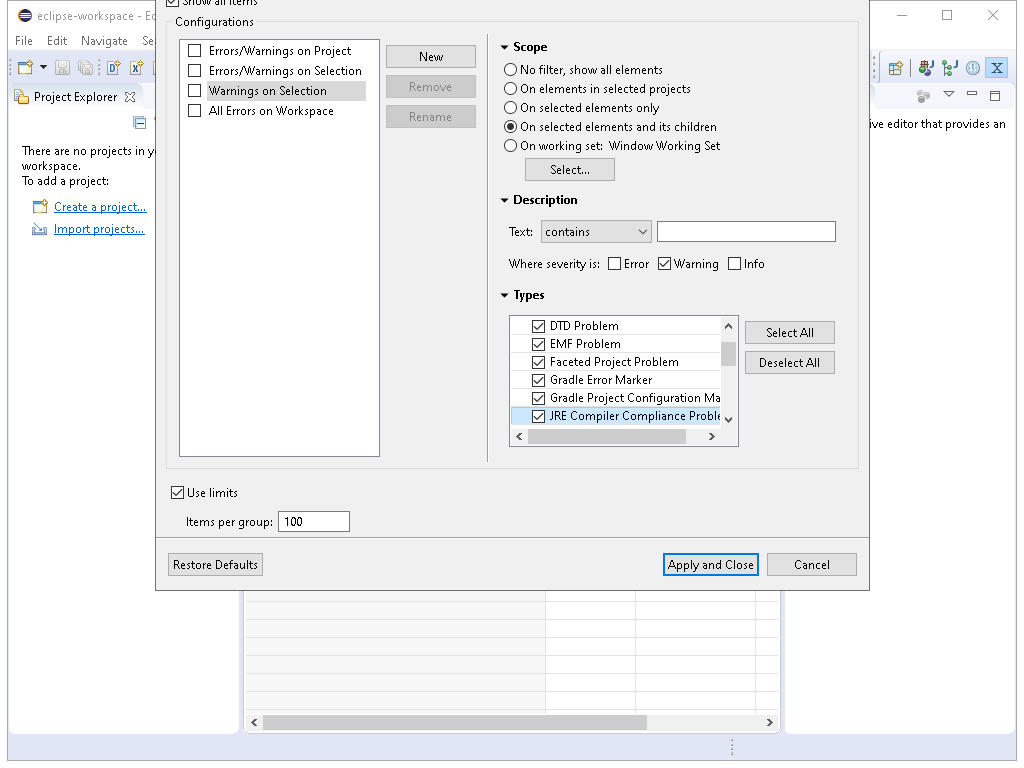 eclipse-workspace - Ec
Show all items
File Edit Navigate Se
Configurations
Errors/Warnings on Project
Errors/Warnings on Selection
Warnings on Selection
All Errors on Workspace
New
Remove
Rename
Scope
No filter, show all elements
On elements in selected projects
On selected elements only
On selected elements and its children
On working set: Window Working Set
Select...
Description
Text: contains
Where severity is: Error Warning Info
Types
DTD Problem
EMF Problem
Faceted Project Problem
Gradle Error Marker
Gradle Project Configuration Ma
JRE Compiler Compliance Proble
Select All
Deselect All
Use limits
Items per group: 100
Restore Defaults
Apply and Close
Cancel
Project Explorer
There are no projects in y
workspace.
To add a project:
Create a project...
Import projects...
ive editor that provides an